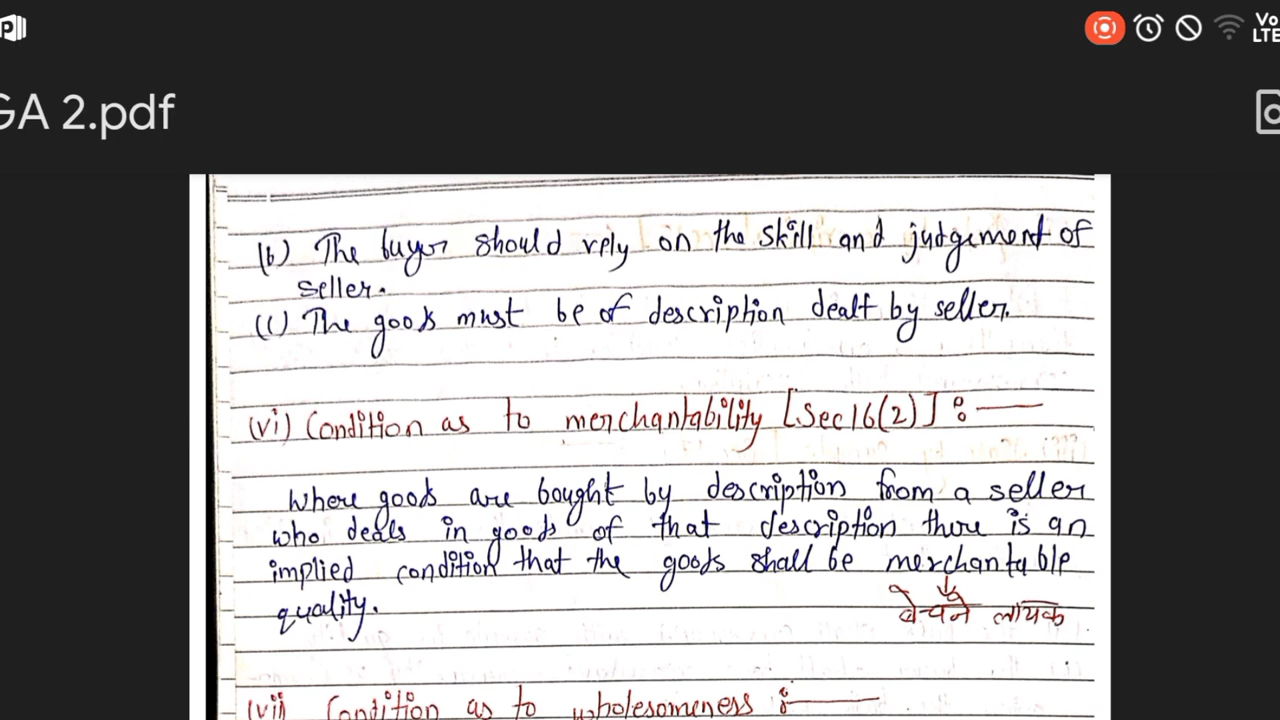 GA 2.pdf
Vo
LTE
(b) The buyer should rely on the skill and judgement of
seller.
(c) The goods must be of description dealt by seller.
(vi) Condition as to merchantability [Sec 16(2)] :—
Where goods are bought by description from a seller
who deals in goods of that description there is an
implied condition that the goods shall be merchantable
quality.
बेचने लायक
(vii) Condition as to wholesomeness :—